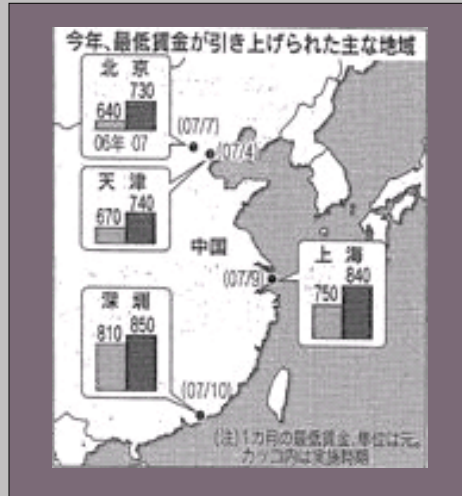 今年、最低賃金が引き上げられた主な地域
北京
640 730
06年 07
(07/7)
(07/4)
天津
670 740
中国
上海
750 840
(07/9)
深圳
810 850
(07/10)
(注)1カ月の最低賃金、単位は元。
カッコ内は実施時期